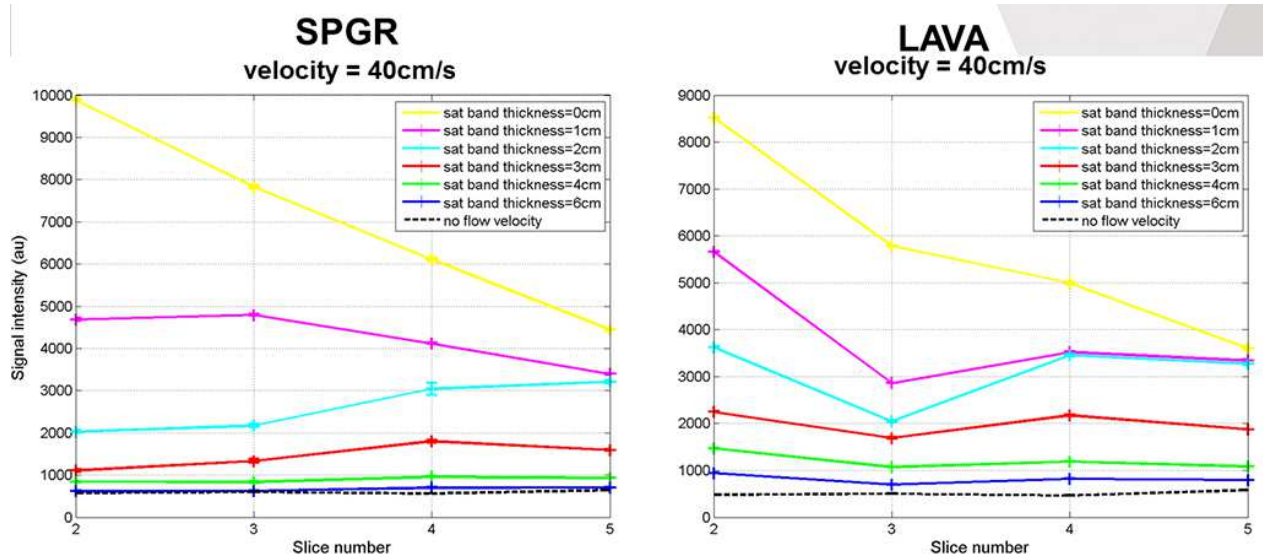 SPGR
velocity = 40cm/s
10000
9000
8000
7000
6000
5000
4000
3000
2000
1000
0
Signal intensity (au)
sat band thickness=0cm
sat band thickness=1cm
sat band thickness=2cm
sat band thickness=3cm
sat band thickness=4cm
sat band thickness=6cm
no flow velocity
2
3
4
5
Slice number
LAVA
velocity = 40cm/s
9000
8000
7000
6000
5000
4000
3000
2000
1000
0
sat band thickness=0cm
sat band thickness=1cm
sat band thickness=2cm
sat band thickness=3cm
sat band thickness=4cm
sat band thickness=6cm
no flow velocity
2
3
4
5
Slice number